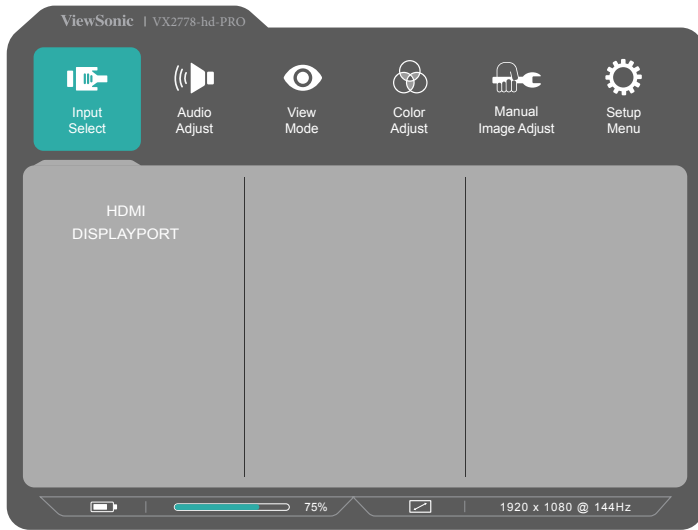 ViewSonic | VX2778-hd-PRO
Input
Select
Audio
Adjust
View
Mode
Color
Adjust
Manual
Image Adjust
Setup
Menu
HDMI
DISPLAYPORT
75%
1920 x 1080 @ 144Hz